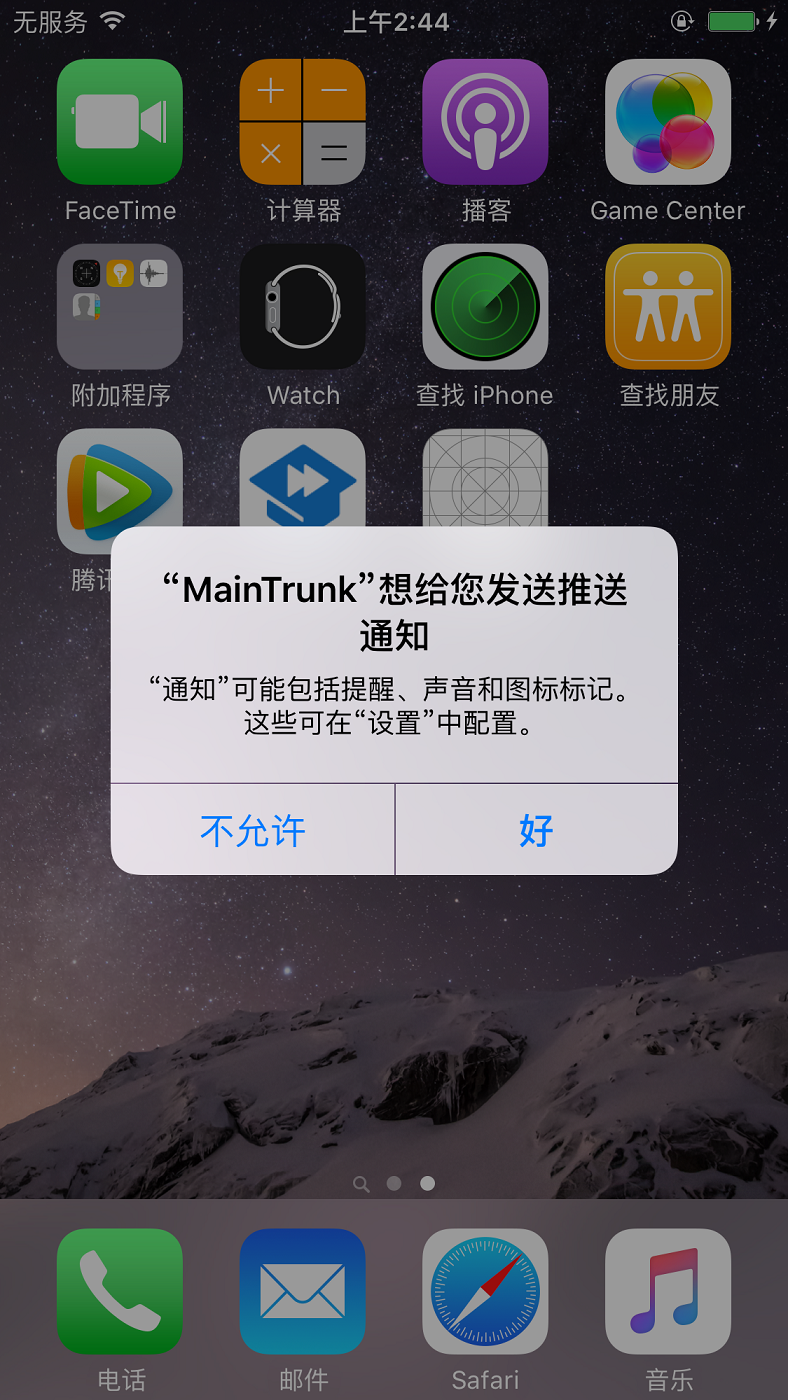 无服务 上午2:44
FaceTime 计算器 播客 Game Center
附加程序 Watch 查找 iPhone 查找朋友
腾讯
“MainTrunk”想给您发送推送
通知
“通知”可能包括提醒、声音和图标标记。
这些可在“设置”中配置。
不允许 好
电话 邮件 Safari 音乐